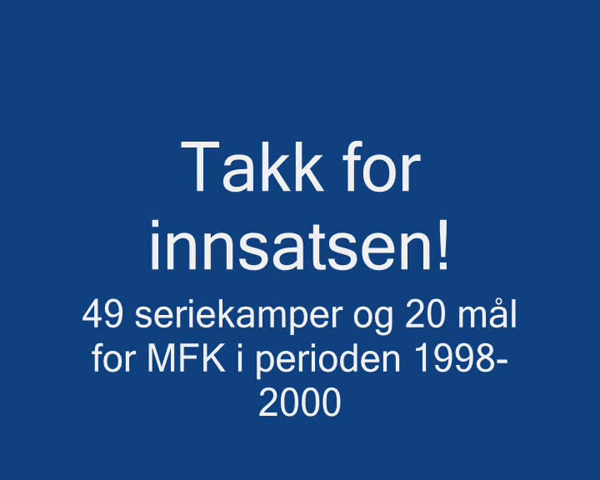 Takk for
innsatsen!
49 seriekamper og 20 mål
for MFK i perioden 1998-
2000